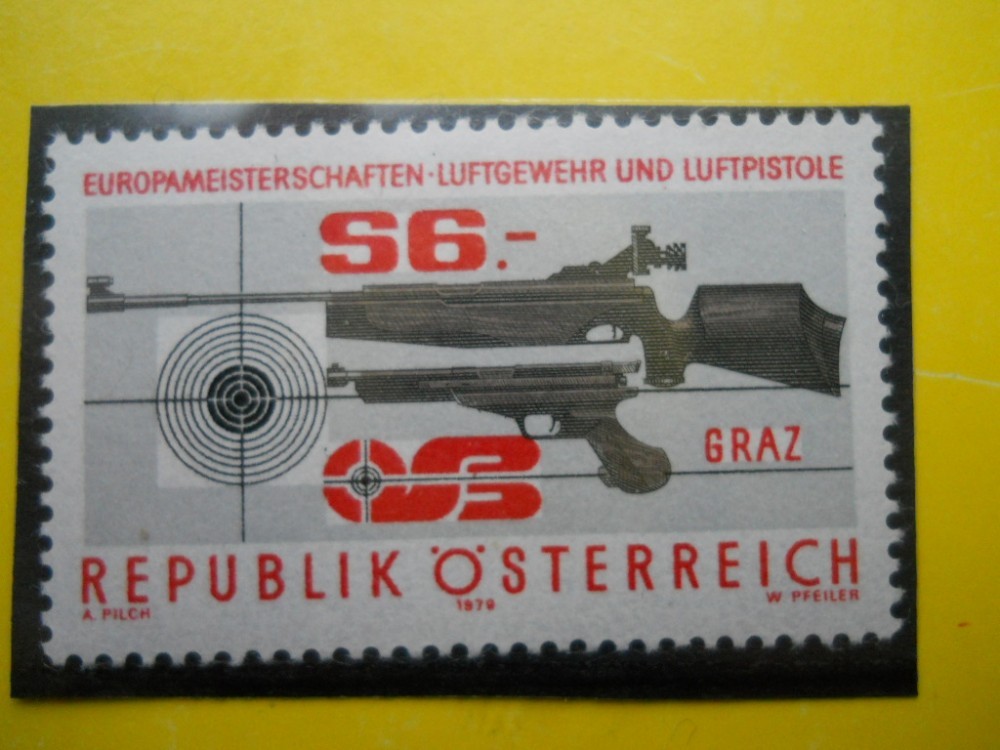 EUROPAMEISTERSCHAFTEN·LUFTGEWEHR UND LUFTPISTOLE
S6.-
GRAZ
REPUBLIK ÖSTERREICH
A. PILCH 1979 W. PFEILER